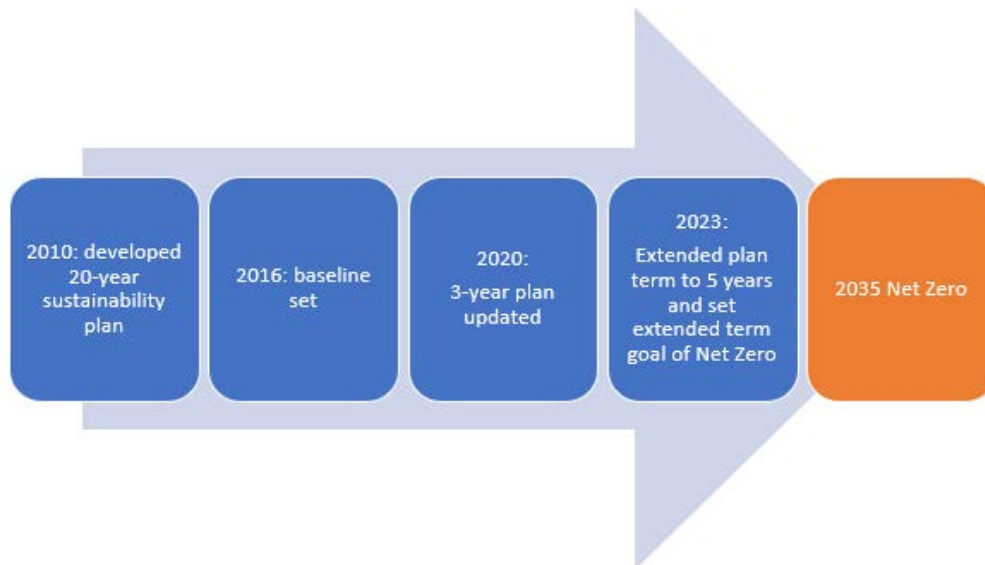 2010: developed
20-year
sustainability
plan
2016: baseline
set
2020:
3-year plan
updated
2023:
Extended plan
term to 5 years
and set
extended term
goal of Net Zero
2035 Net Zero